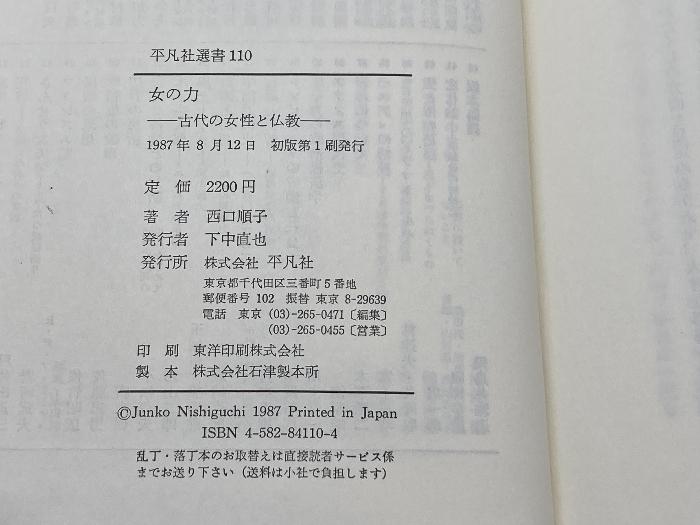 平凡社選書110
女の力
──古代の女性と仏教──
1987年8月12日 初版第1刷発行
定 価 2200円
著 者 西口順子
発行者 下中直也
発行所 株式会社 平凡社
東京都千代田区三番町5番地
郵便番号 102 振替 東京 8-29639
電話 東京 (03)-265-0471〔編集〕
(03)-265-0455〔営業〕
印 刷 東洋印刷株式会社
製 本 株式会社石津製本所
©Junko Nishiguchi 1987 Printed in Japan
ISBN 4-582-84110-4
乱丁・落丁本のお取替えは直接読者サービス係
までお送り下さい（送料は小社で負担します）